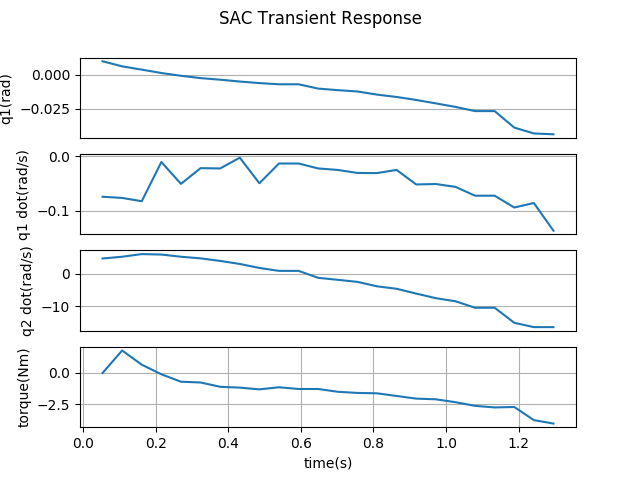 SAC Transient Response
0.000
−0.025
q1(rad)
0.0
−0.1
q1 dot(rad/s)
0
−10
q2 dot(rad/s)
0.0
−2.5
torque(Nm)
0.0 0.2 0.4 0.6 0.8 1.0 1.2
time(s)